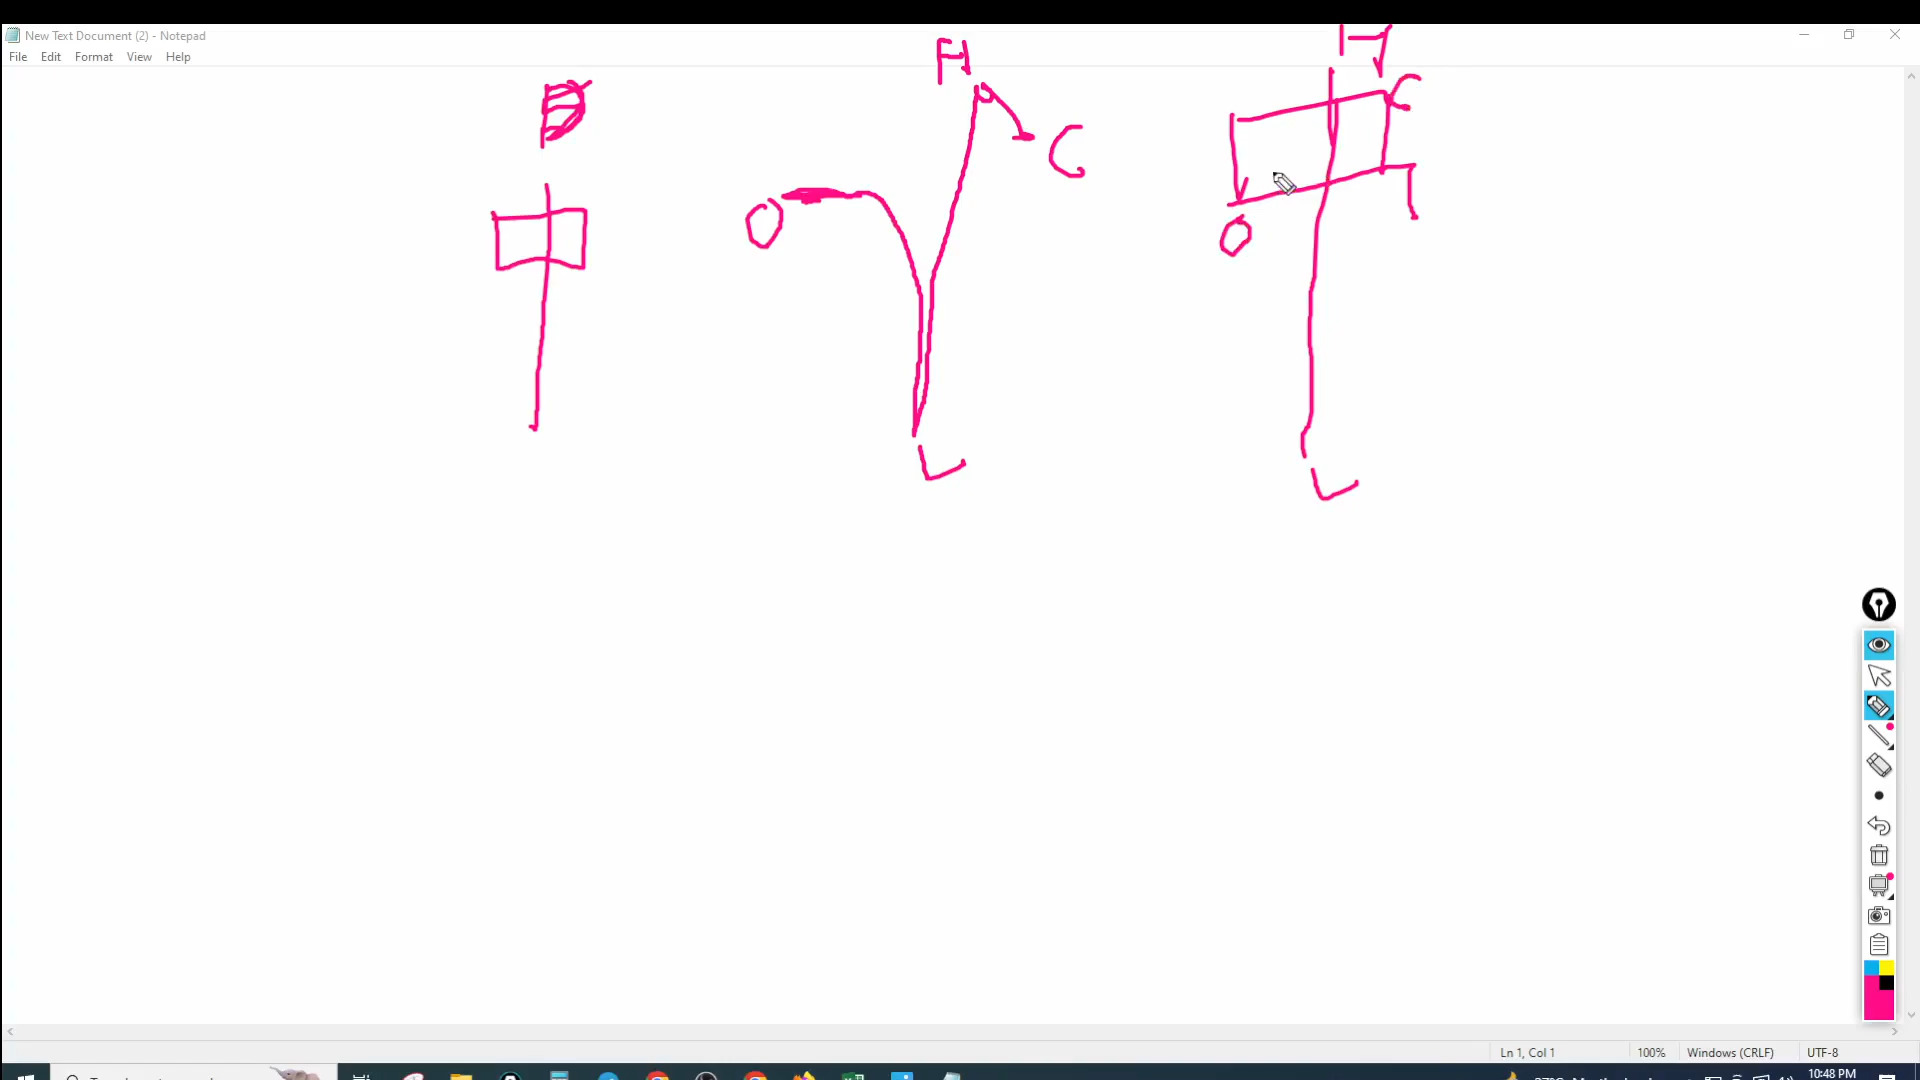 New Text Document (2) - Notepad
File Edit Format View Help
H
H
C
C
O
O
L
L
Ln 1, Col 1 100% Windows (CRLF) UTF-8
10:48 PM